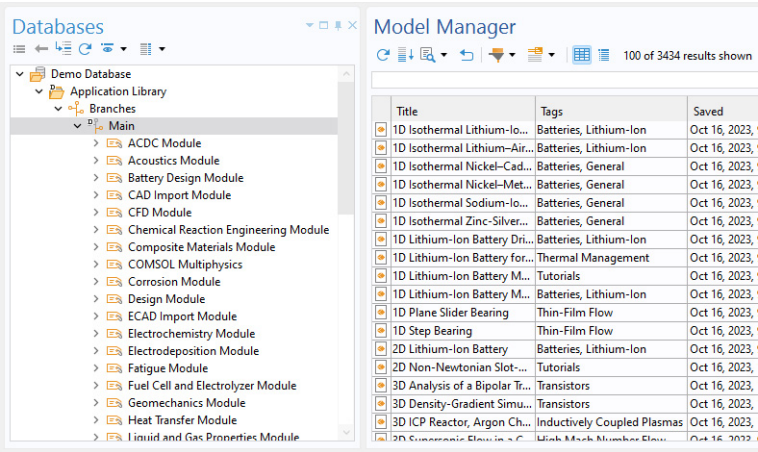 Databases
Demo Database
Application Library
Branches
Main
ACDC Module
Acoustics Module
Battery Design Module
CAD Import Module
CFD Module
Chemical Reaction Engineering Module
Composite Materials Module
COMSOL Multiphysics
Corrosion Module
Design Module
ECAD Import Module
Electrochemistry Module
Electrodeposition Module
Fatigue Module
Fuel Cell and Electrolyzer Module
Geomechanics Module
Heat Transfer Module
Liquid and Gas Properties Module
Model Manager
100 of 3434 results shown
Title Tags Saved
1D Isothermal Lithium-Io... Batteries, Lithium-Ion Oct 16, 2023,
1D Isothermal Lithium–Air... Batteries, Lithium-Ion Oct 16, 2023,
1D Isothermal Nickel–Cad... Batteries, General Oct 16, 2023,
1D Isothermal Nickel–Met... Batteries, General Oct 16, 2023,
1D Isothermal Sodium-Io... Batteries, General Oct 16, 2023,
1D Isothermal Zinc-Silver... Batteries, General Oct 16, 2023,
1D Lithium-Ion Battery Dri... Batteries, Lithium-Ion Oct 16, 2023,
1D Lithium-Ion Battery for... Thermal Management Oct 16, 2023,
1D Lithium-Ion Battery M... Tutorials Oct 16, 2023,
1D Lithium-Ion Battery M... Batteries, Lithium-Ion Oct 16, 2023,
1D Plane Slider Bearing Thin-Film Flow Oct 16, 2023,
1D Step Bearing Thin-Film Flow Oct 16, 2023,
2D Lithium-Ion Battery Batteries, Lithium-Ion Oct 16, 2023,
2D Non-Newtonian Slot-... Tutorials Oct 16, 2023,
3D Analysis of a Bipolar Tr... Transistors Oct 16, 2023,
3D Density-Gradient Simu... Transistors Oct 16, 2023,
3D ICP Reactor, Argon Ch... Inductively Coupled Plasmas Oct 16, 2023,
3D Supersonic Flow in a C... High Mach Number Flow Oct 16, 2023,